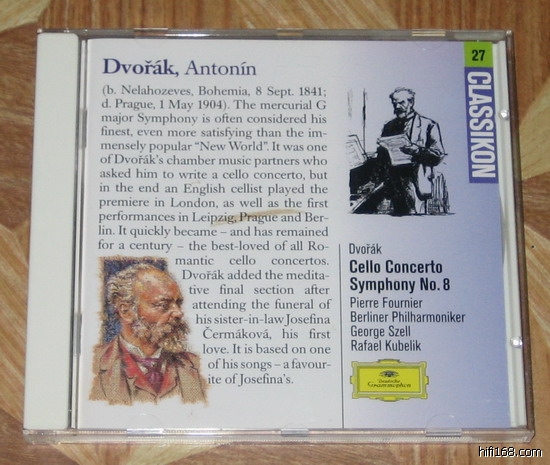 Dvořák, Antonín
(b. Nelahozeves, Bohemia, 8 Sept. 1841;
d. Prague, 1 May 1904). The mercurial G
major Symphony is often considered his
finest, even more satisfying than the im-
mensely popular “New World”. It was one
of Dvořák’s chamber music partners who
asked him to write a cello concerto, but
in the end an English cellist played the
premiere in London, as well as the first
performances in Leipzig, Prague and Ber-
lin. It quickly became – and has remained
for a century – the best-loved of all Ro-
mantic cello concertos.
Dvořák added the medita-
tive final section after
attending the funeral of
his sister-in-law Josefina
Čermáková, his first
love. It is based on one
of his songs – a favour-
ite of Josefina’s.
27
CLASSIKON
Dvořák
Cello Concerto
Symphony No. 8
Pierre Fournier
Berliner Philharmoniker
George Szell
Rafael Kubelik
Deutsche
Grammophon
hifi168.com